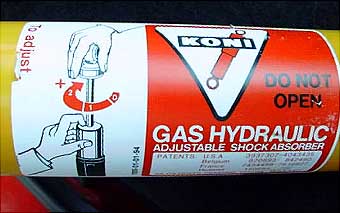 To adjust
KONI
DO NOT
OPEN
GAS HYDRAULIC
ADJUSTABLE SHOCK ABSORBER
PATENTS U.S.A
Belgium
France